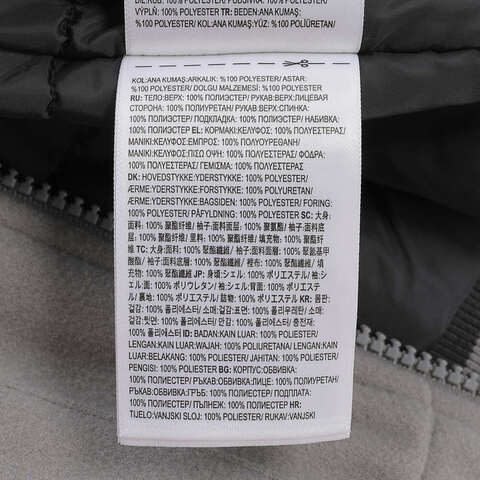 VÝPLŇ: 100% POLYESTER TR: BEDEN:ANA KUMAŞ:
%100 POLYESTER/ KOL:ANA KUMAŞ:YÜZ: %100 POLİÜRETAN/
KOL:ANA KUMAŞ:ARKALIK: %100 POLYESTER/ ASTAR:
%100 POLYESTER/ DOLGU MALZEMESİ: %100 POLYESTER
RU: ТЕЛО:ВЕРХ: 100% ПОЛИЭСТЕР/ РУКАВ:ВЕРХ:ЛИЦЕВАЯ
СТОРОНА: 100% ПОЛИУРЕТАН/ РУКАВ:ВЕРХ:СПИНКА:
100% ПОЛИЭСТЕР/ ПОДКЛАДКА: 100% ПОЛИЭСТЕР/ НАБИВКА:
100% ПОЛИЭСТЕР EL: ΚΟΡΜΑΚΙ:ΚΕΛΥΦΟΣ: 100% ΠΟΛΥΕΣΤΕΡΑΣ/
ΜΑΝΙΚΙ:ΚΕΛΥΦΟΣ:ΕΜΠΡΟΣ: 100% ΠΟΛΥΟΥΡΕΘΑΝΗ/
ΜΑΝΙΚΙ:ΚΕΛΥΦΟΣ:ΠΙΣΩ ΟΨΗ: 100% ΠΟΛΥΕΣΤΕΡΑΣ/ ΦΟΔΡΑ:
100% ΠΟΛΥΕΣΤΕΡΑΣ/ ΓΕΜΙΣΜΑ: 100% ΠΟΛΥΕΣΤΕΡΑΣ
DK: HOVEDSTYKKE:YDERSTYKKE: 100% POLYESTER/
ÆRME:YDERSTYKKE:FORSTYKKE: 100% POLYURETAN/
ÆRME:YDERSTYKKE:BAGSIDEN: 100% POLYESTER/ FORING:
100% POLYESTER/ PÅFYLDNING: 100% POLYESTER SC: 大身:
面料: 100% 聚酯纤维/ 袖子:面料面层: 100% 聚氨酯/ 袖子:面料底
层: 100% 聚酯纤维/ 里料: 100% 聚酯纤维/ 填充物: 100% 聚
酯纤维 TC: 大身:面料: 100% 聚酯纖維/ 袖子:面料面層: 100% 聚氨基甲
酸酯/ 袖子:面料底層: 100% 聚酯纖維/ 裡布: 100% 聚酯纖維/ 填充
物: 100% 聚酯纖維 JP: 身頃:シェル: 100% ポリエステル/ 袖:シ
ェル:面: 100% ポリウレタン/ 袖:シェル:背面: 100% ポリエス
テル/ 裏地: 100% ポリエステル/ 詰物: 100% ポリエステル KR: 몸판:
겉감: 100% 폴리에스터/ 소매:겉감:표면: 100% 폴리우레탄/ 소매:
겉감:뒷면: 100% 폴리에스터/ 안감: 100% 폴리에스터/ 충전재:
100% 폴리에스터 ID: BADAN:KAIN LUAR: 100% POLIESTER/
LENGAN:KAIN LUAR:WAJAH: 100% POLIURETANA/ LENGAN:KAIN
LUAR:BELAKANG: 100% POLIESTER/ JAHITAN: 100% POLIESTER/
PENGISI: 100% POLIESTER BG: КОРПУС:ОБВИВКА:
100% ПОЛИЕСТЕР/ РЪКАВ:ОБВИВКА:ЛИЦЕ: 100% ПОЛИУРЕТАН/
РЪКАВ:ОБВИВКА:ГРЪБ: 100% ПОЛИЕСТЕР/ ПОДПЛАТА:
100% ПОЛИЕСТЕР/ ПЪЛНЕЖ: 100% ПОЛИЕСТЕР HR:
TIJELO:VANJSKI SLOJ: 100% POLIESTER/ RUKAV:VANJSKI